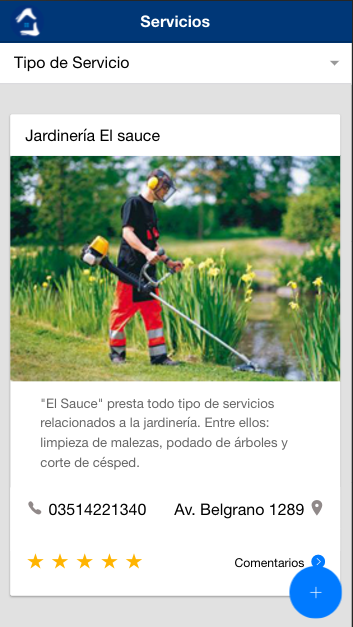 Servicios
Tipo de Servicio
Jardinería El sauce
"El Sauce" presta todo tipo de servicios
relacionados a la jardinería. Entre ellos:
limpieza de malezas, podado de árboles y
corte de césped.
03514221340 Av. Belgrano 1289
Comentarios